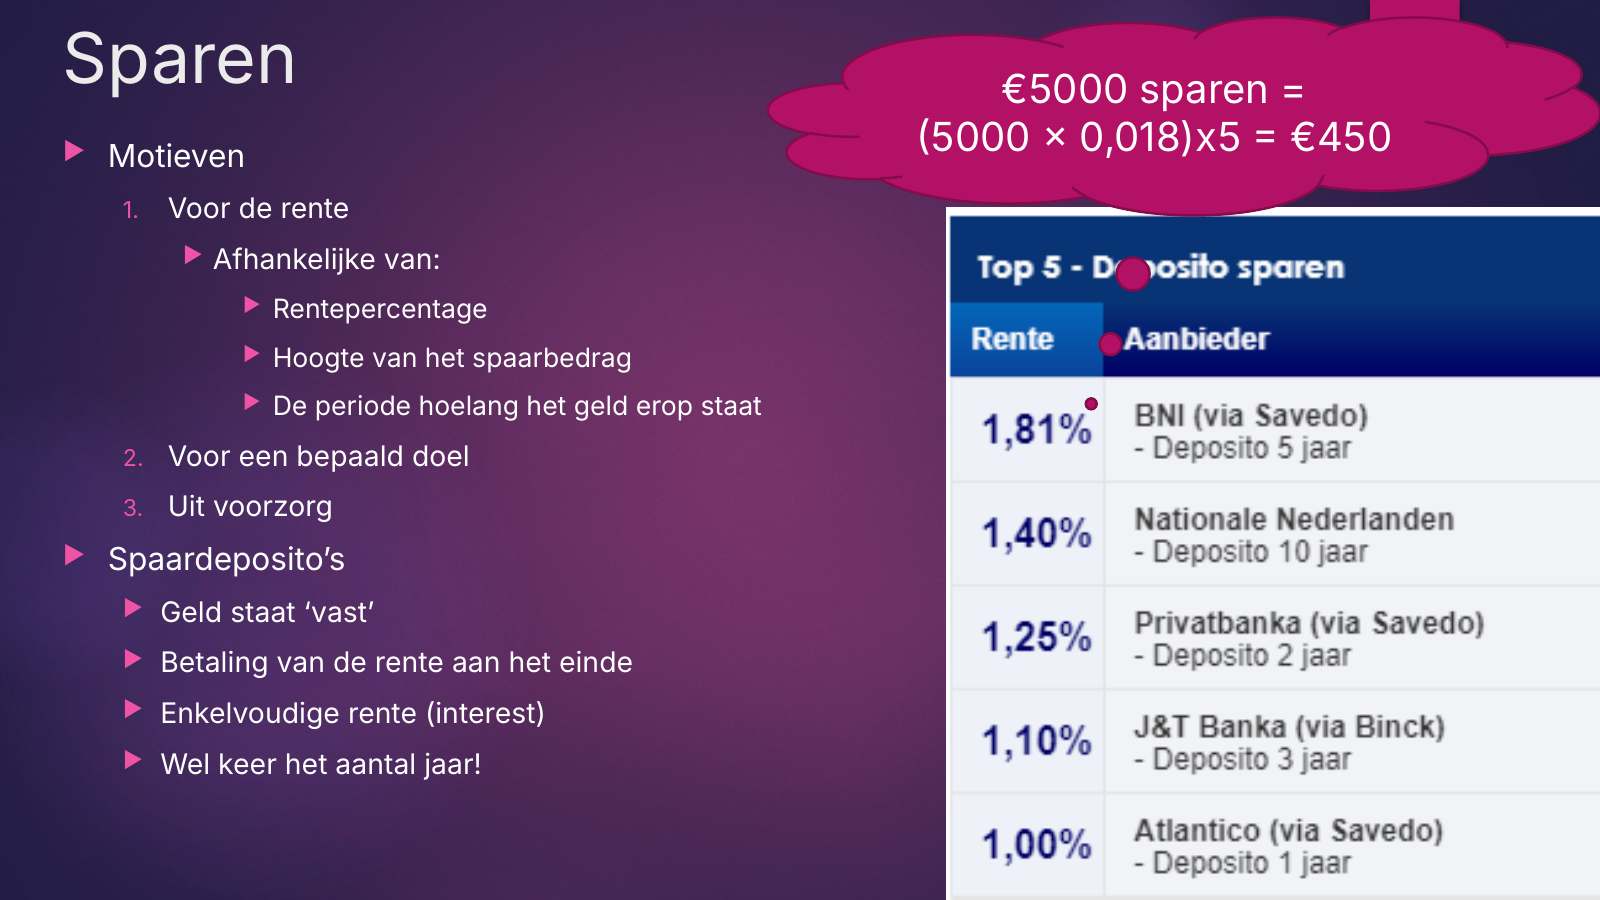 Sparen
Motieven
1. Voor de rente
Afhankelijke van:
Rentepercentage
Hoogte van het spaarbedrag
De periode hoelang het geld erop staat
2. Voor een bepaald doel
3. Uit voorzorg
Spaardeposito’s
Geld staat ‘vast’
Betaling van de rente aan het einde
Enkelvoudige rente (interest)
Wel keer het aantal jaar!
€5000 sparen =
(5000 × 0,018)x5 = €450
Top 5 - Deposito sparen
Rente Aanbieder
1,81% BNI (via Savedo)
- Deposito 5 jaar
1,40% Nationale Nederlanden
- Deposito 10 jaar
1,25% Privatbanka (via Savedo)
- Deposito 2 jaar
1,10% J&T Banka (via Binck)
- Deposito 3 jaar
1,00% Atlantico (via Savedo)
- Deposito 1 jaar